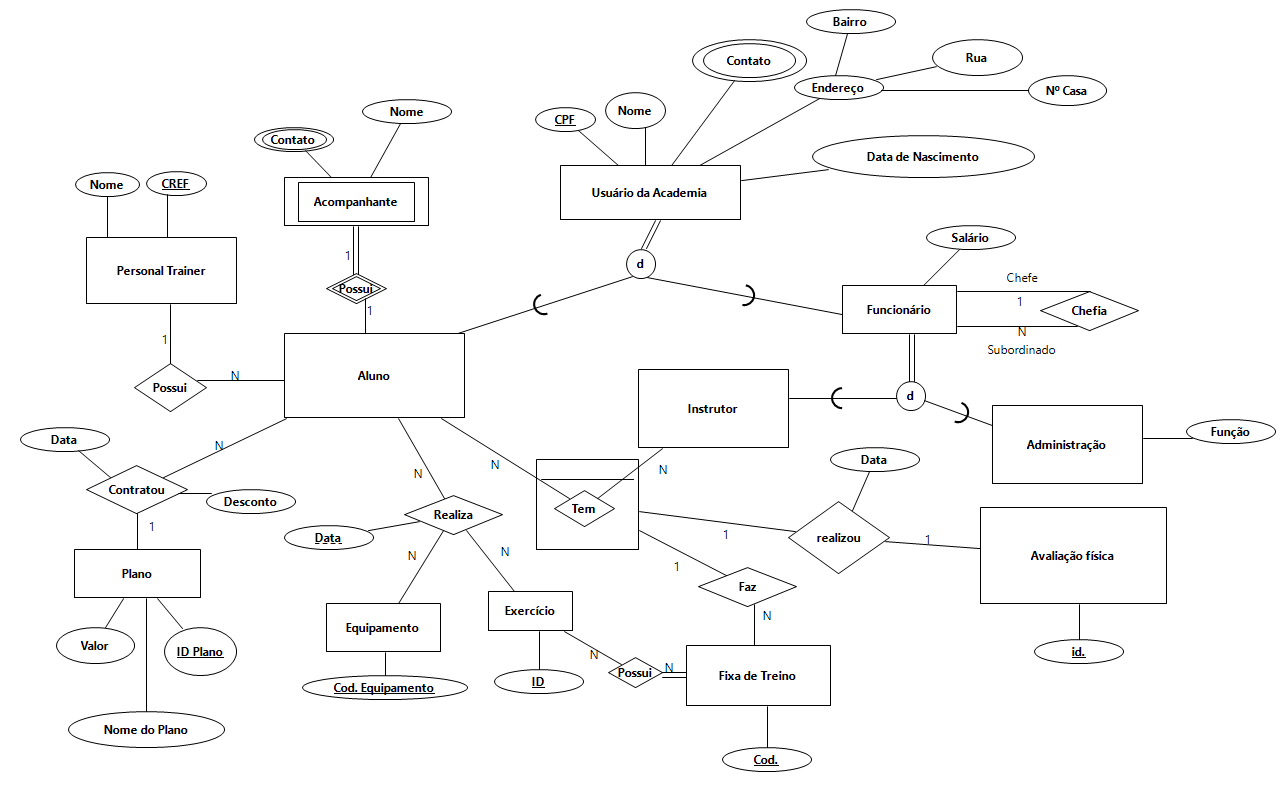 Bairro
Contato
Rua
Endereço
Nº Casa
Nome
Nome
CPF
Contato
Data de Nascimento
Nome
CREF
Acompanhante
Usuário da Academia
Salário
1
d
Personal Trainer
Chefe
Possui
1
1
Funcionário
Chefia
N
Subordinado
1
Aluno
N
Possui
d
Instrutor
Função
Administração
Data
N
N
N
Data
Contratou
Desconto
Tem
Realiza
1
Data
1
realizou
1
N
N
Avaliação física
Plano
1
Faz
Exercício
N
Equipamento
Valor
ID Plano
N
id.
N
Possui
Fixa de Treino
Cod. Equipamento
ID
Nome do Plano
Cod.